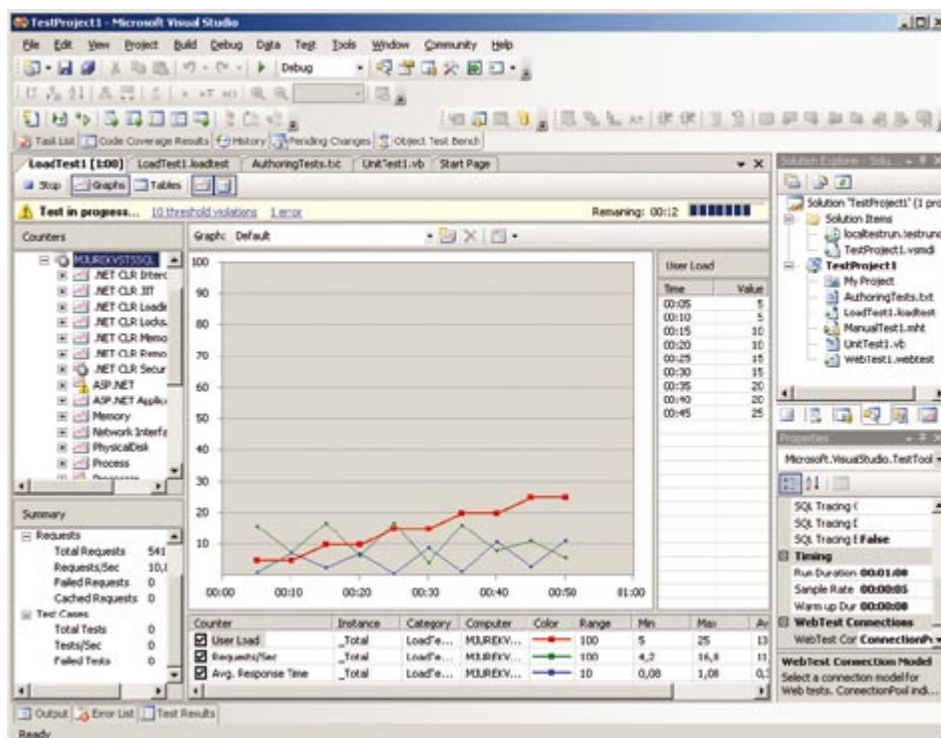 TestProject1 - Microsoft Visual Studio
File Edit View Project Build Debug Data Test Tools Window Community Help
Debug
Task List Code Coverage Results History Pending Changes Object Test Bench
LoadTest1 [1:00] LoadTest1.loadtest AuthoringTests.txt UnitTest1.vb Start Page
Stop Graphs Tables
Test in progress... 10 threshold violations 1 error Remaning: 00:12
Counters
MJUREKVSTSSQL
.NET CLR Interc
.NET CLR JIT
.NET CLR Loade
.NET CLR Locks
.NET CLR Memo
.NET CLR Remo
.NET CLR Secur
ASP.NET
ASP.NET Applic
Memory
Network Interfa
PhysicalDisk
Process
Graph: Default
100
90
80
70
60
50
40
30
20
10
00:00 00:10 00:20 00:30 00:40 00:50 01:00
User Load
Time Value
00:05 5
00:10 5
00:15 10
00:20 10
00:25 15
00:30 15
00:35 20
00:40 20
00:45 25
Summary
Requests
Total Requests 541
Requests/Sec 10,8
Failed Requests 0
Cached Requests 0
Test Cases
Total Tests 0
Tests/Sec 0
Failed Tests 0
Counter Instance Category Computer Color Range Min Max Av
User Load _Total LoadTe... MJUREKV... 100 5 25 13
Requests/Sec _Total LoadTe... MJUREKV... 100 4,2 16,8 11,
Avg. Response Time _Total LoadTe... MJUREKV... 10 0,08 1,08 0,
Solution Explorer - Solu...
Solution 'TestProject1' (1 pro
Solution Items
localtestrun.testrunc
TestProject1.vsmdi
TestProject1
My Project
AuthoringTests.txt
LoadTest1.loadtest
ManualTest1.mht
UnitTest1.vb
WebTest1.webtest
Properties
Microsoft.VisualStudio.TestTool
SQL Tracing C
SQL Tracing D
SQL Tracing E False
Timing
Run Duration 00:01:00
Sample Rate 00:00:05
Warm up Dur 00:00:00
WebTest Connections
WebTest Cor ConnectionPo
WebTest Connection Model
Select a connection model for
Web tests. ConnectionPool indi...
Output Error List Test Results
Ready